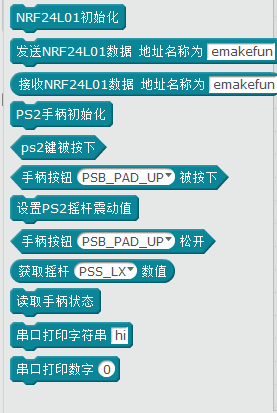 NRF24L01初始化
发送NRF24L01数据 地址名称为 emakefun
接收NRF24L01数据 地址名称为 emakefun
PS2手柄初始化
ps2键被按下
手柄按钮 PSB_PAD_UP 被按下
设置PS2摇杆震动值
手柄按钮 PSB_PAD_UP 松开
获取摇杆 PSS_LX 数值
读取手柄状态
串口打印字符串 hi
串口打印数字 0